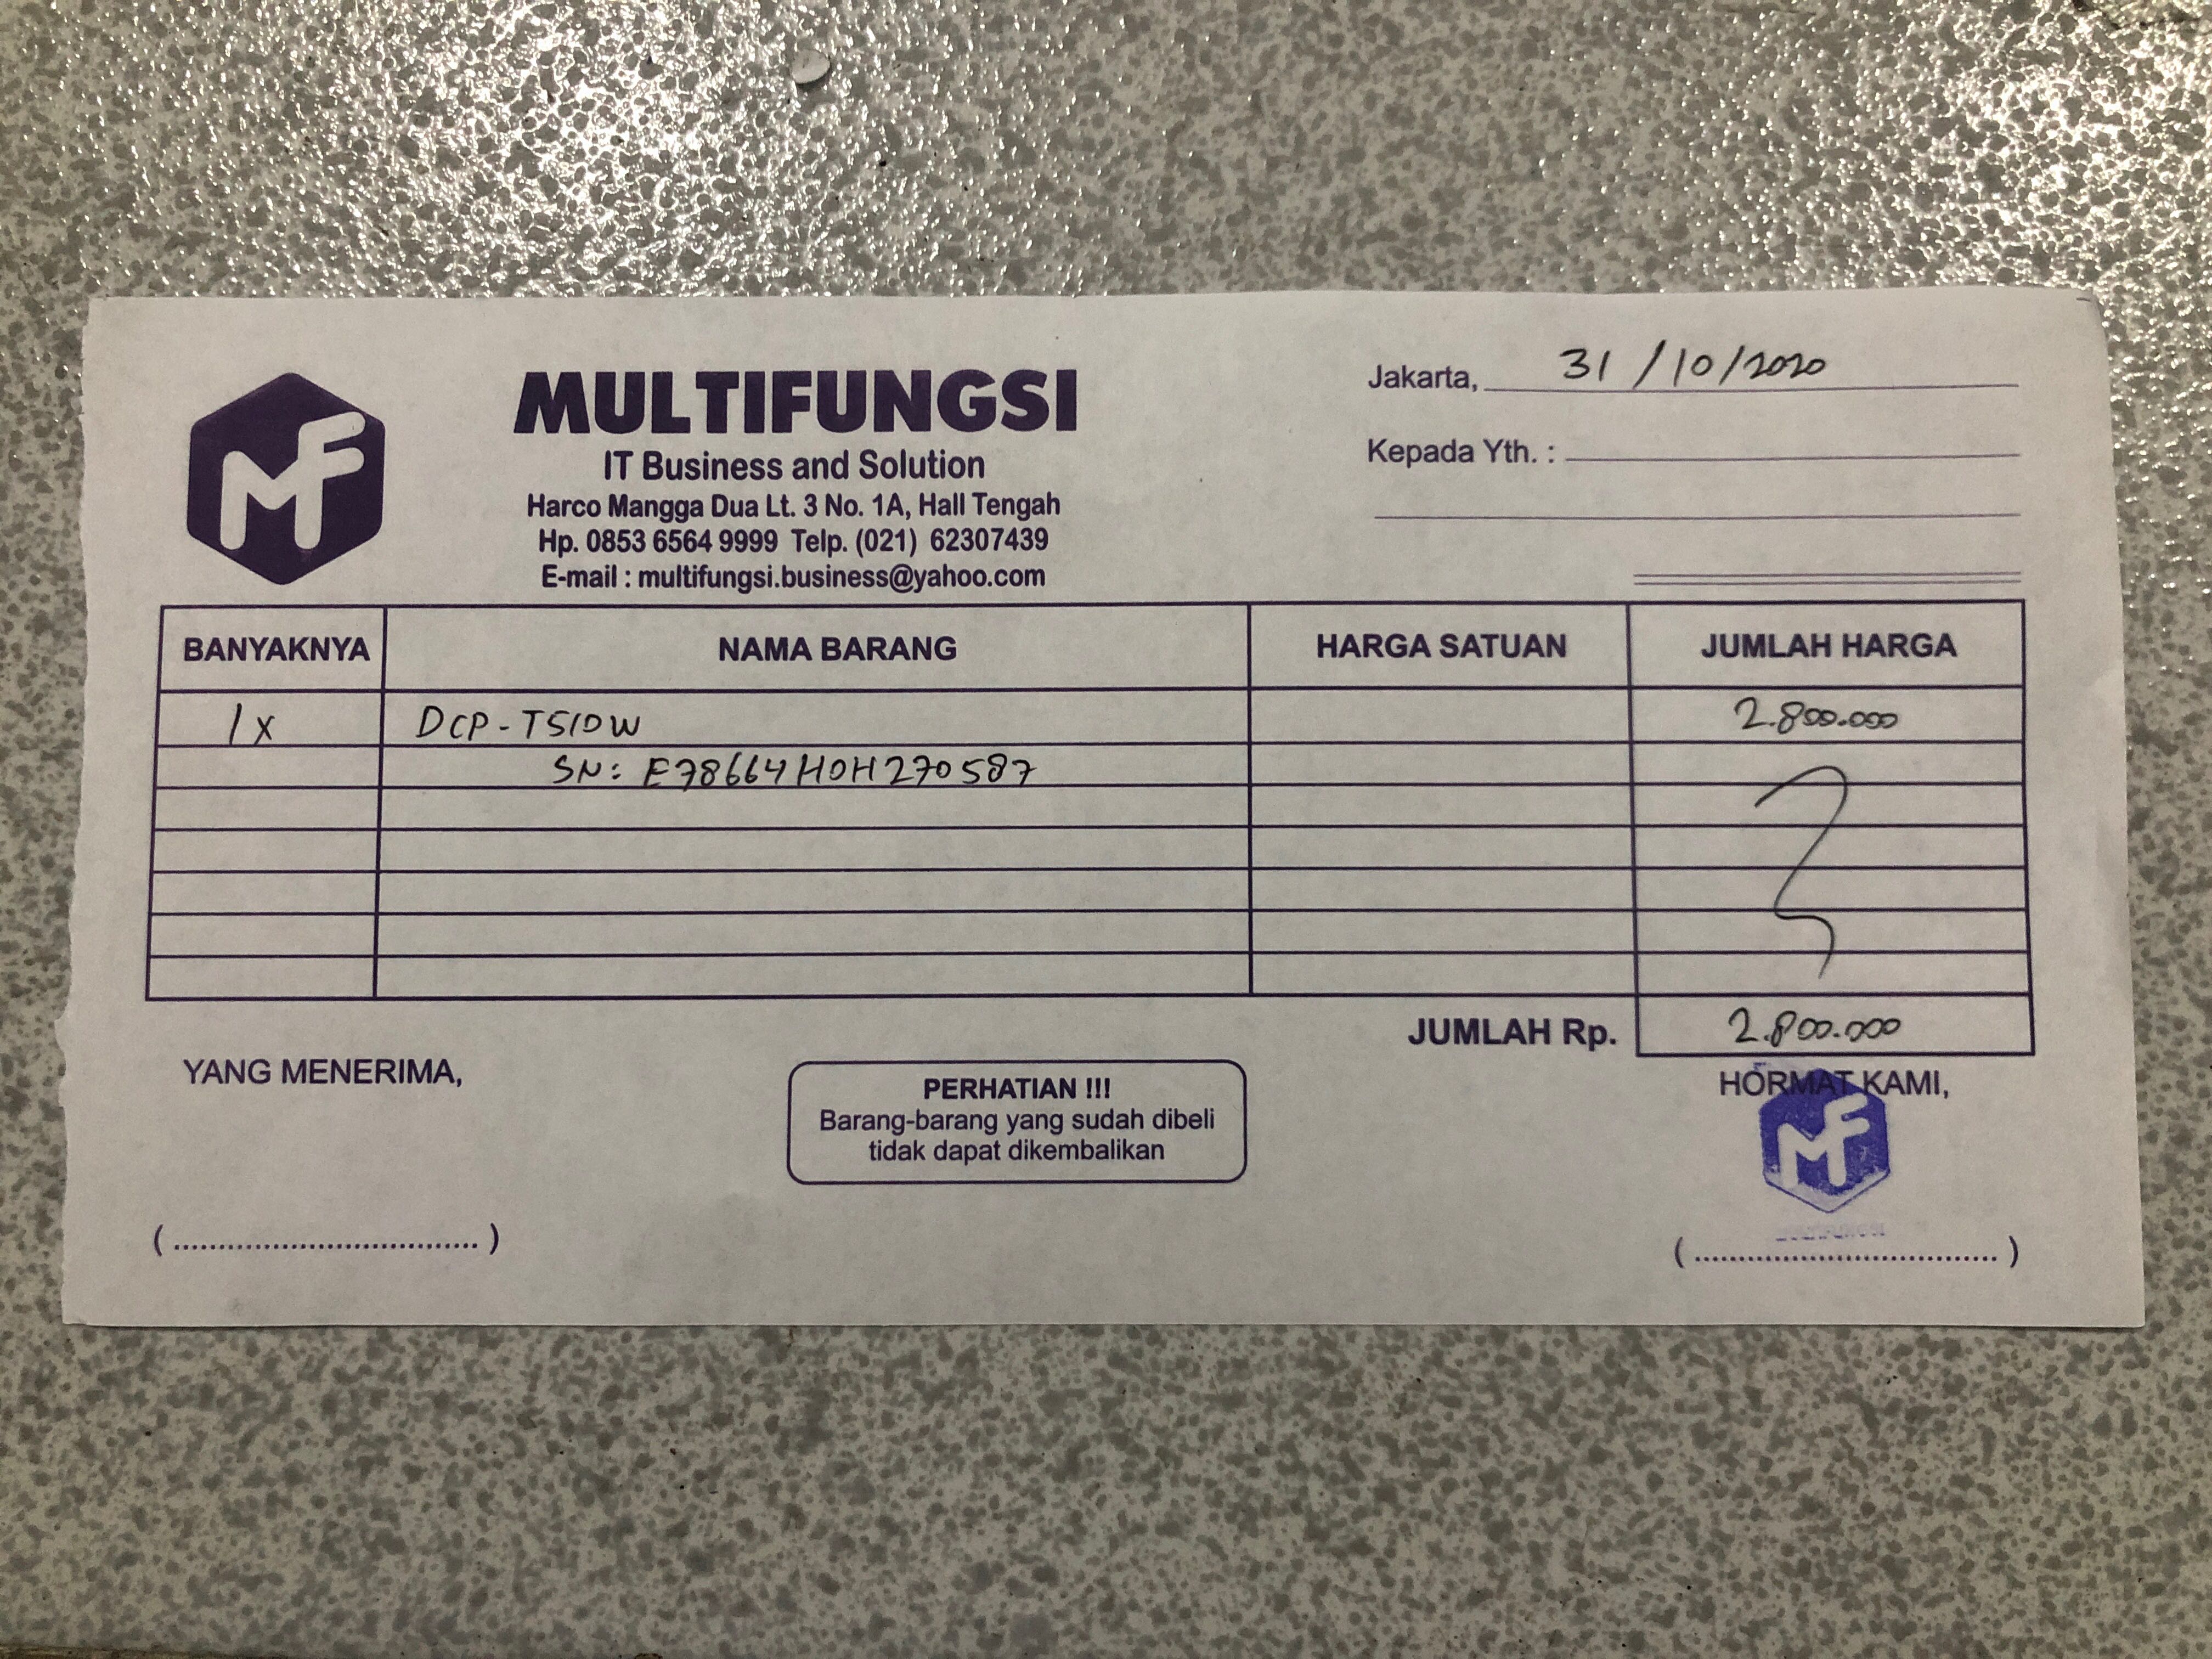 MF
MULTIFUNGSI
IT Business and Solution
Harco Mangga Dua Lt. 3 No. 1A, Hall Tengah
Hp. 0853 6564 9999 Telp. (021) 62307439
E-mail : multifungsi.business@yahoo.com
Jakarta, 31/10/2020
Kepada Yth. :
BANYAKNYA NAMA BARANG HARGA SATUAN JUMLAH HARGA
1x DCP-T510W 2.800.000
SN: E78664H0H270587
JUMLAH Rp. 2.800.000
YANG MENERIMA,
PERHATIAN !!!
Barang-barang yang sudah dibeli
tidak dapat dikembalikan
HORMAT KAMI,
MF
MULTIFUNGSI
( .................................. )
( .................................. )